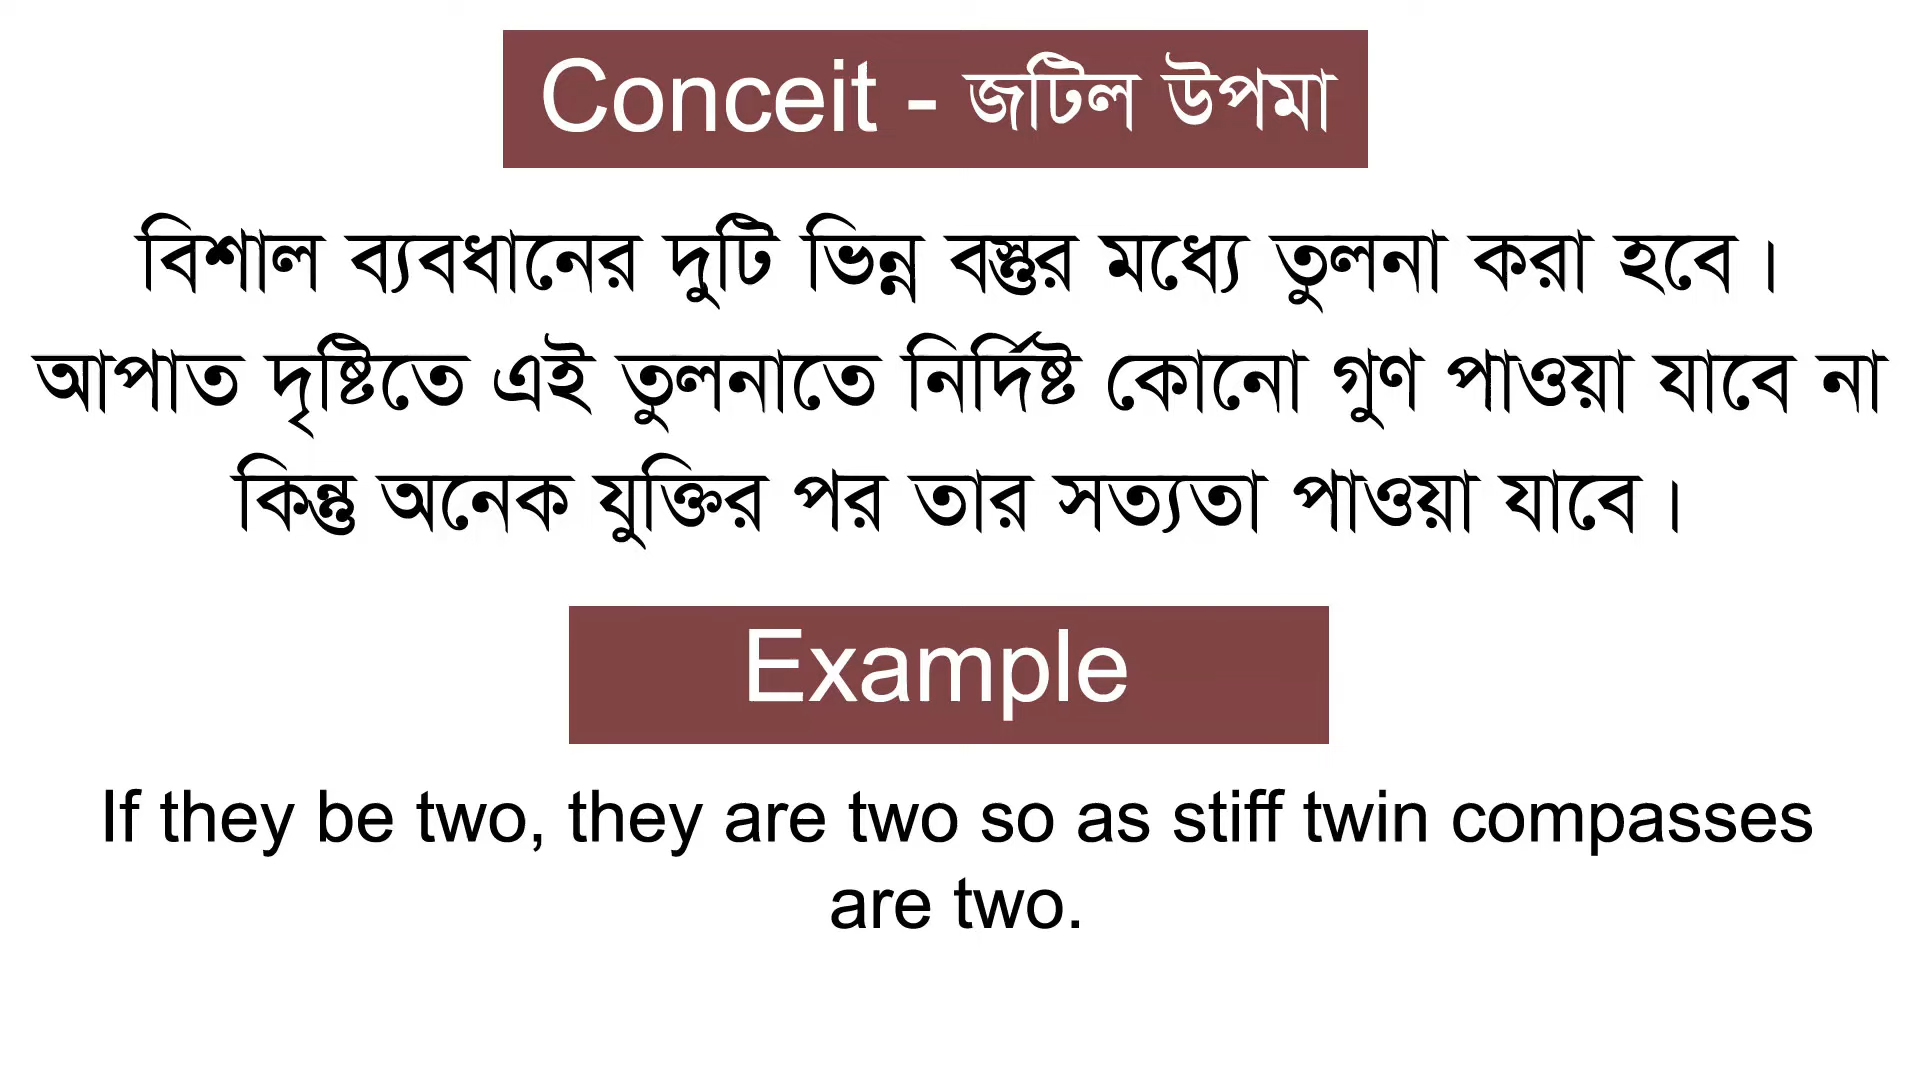 Conceit - জটিল উপমা
বিশাল ব্যবধানের দুটি ভিন্ন বস্তুর মধ্যে তুলনা করা হবে।
আপাত দৃষ্টিতে এই তুলনাতে নির্দিষ্ট কোনো গুণ পাওয়া যাবে না
কিন্তু অনেক যুক্তির পর তার সত্যতা পাওয়া যাবে।
Example
If they be two, they are two so as stiff twin compasses
are two.